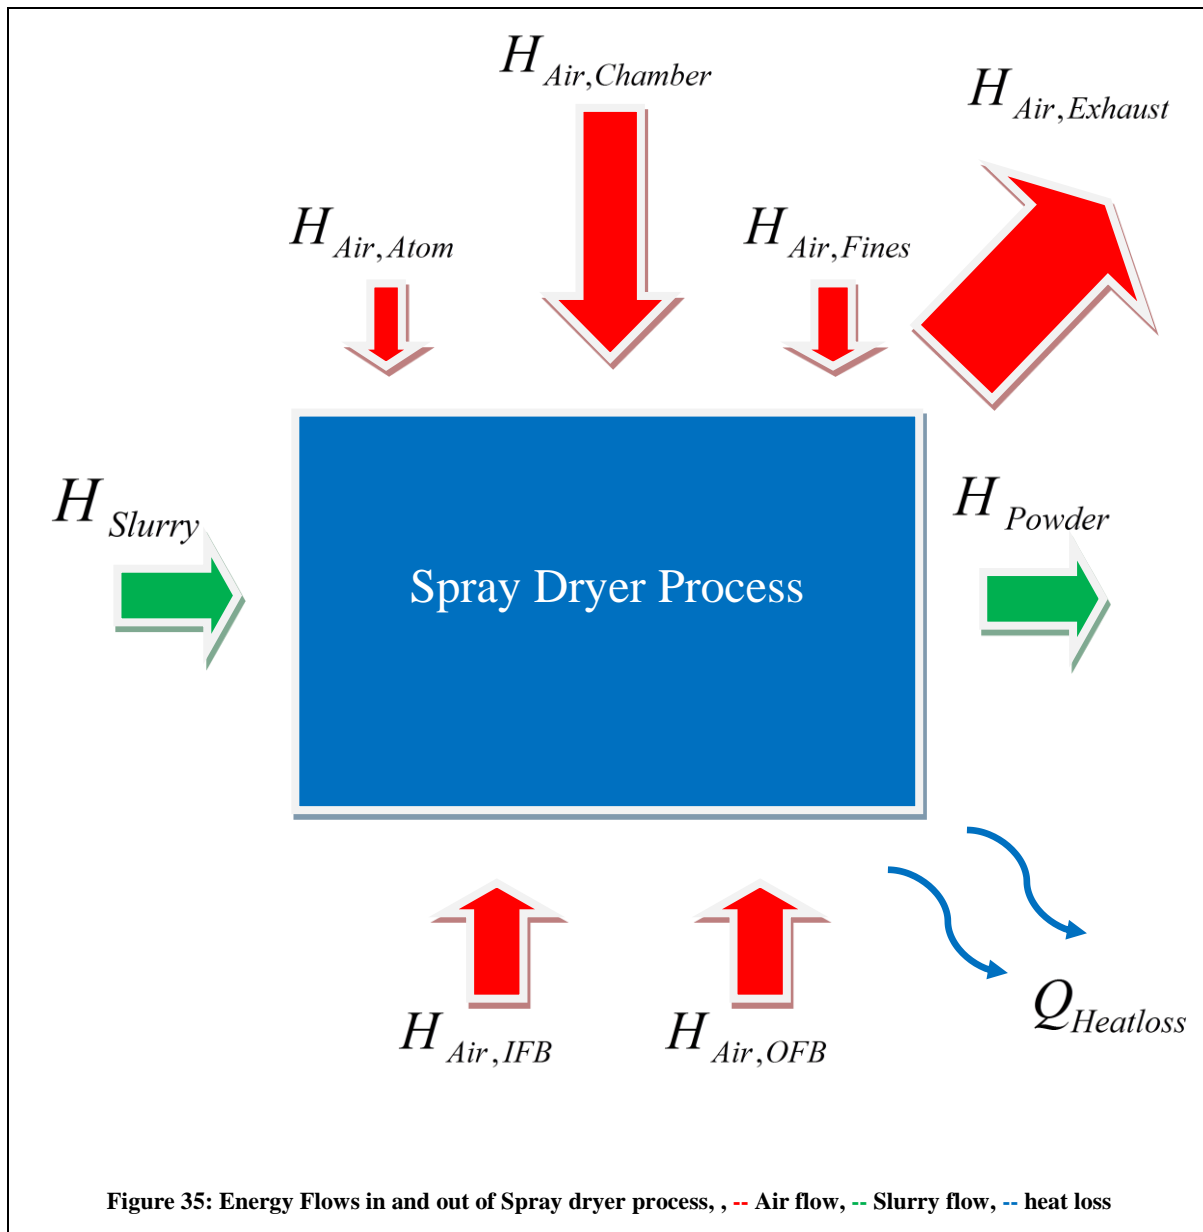 H Air,Chamber
H Air,Exhaust
H Air,Atom
H Air,Fines
H Slurry
H Powder
Spray Dryer Process
H Air,IFB
H Air,OFB
Q Heatloss
Figure 35: Energy Flows in and out of Spray dryer process, , -- Air flow, -- Slurry flow, -- heat loss